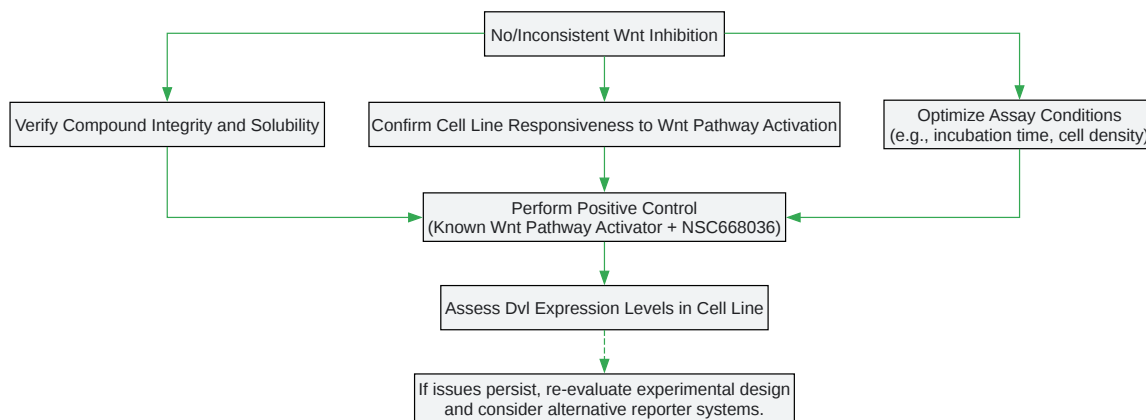 No/Inconsistent Wnt Inhibition
Verify Compound Integrity and Solubility
Confirm Cell Line Responsiveness to Wnt Pathway Activation
Optimize Assay Conditions
(e.g., incubation time, cell density)
Perform Positive Control
(Known Wnt Pathway Activator + NSC668036)
Assess Dvl Expression Levels in Cell Line
If issues persist, re-evaluate experimental design
and consider alternative reporter systems.